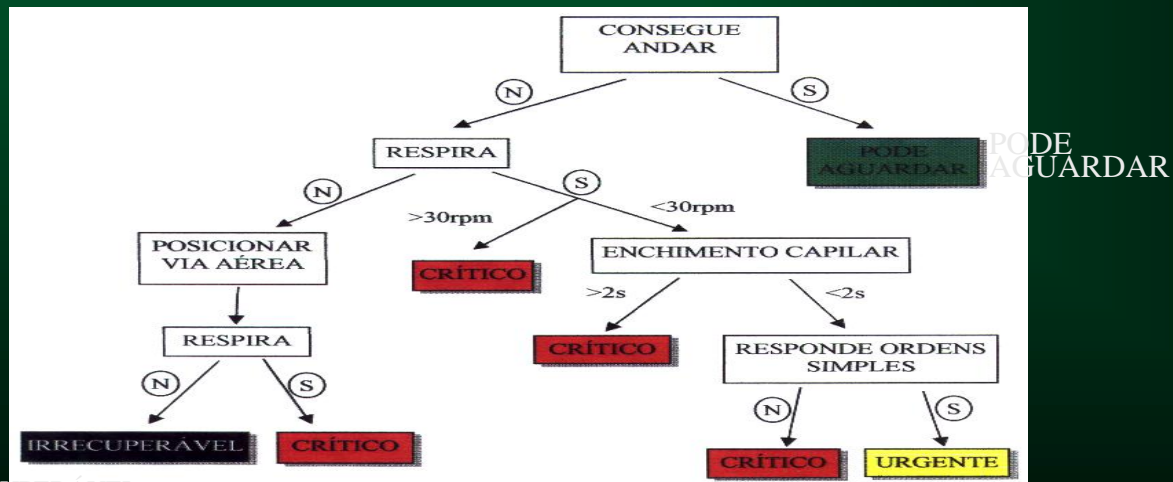 CONSEGUE
ANDAR
N
S
RESPIRA
PODE
AGUARDAR
PODE
AGUARDAR
N
S
>30rpm
<30rpm
POSICIONAR
VIA AÉREA
CRÍTICO
ENCHIMENTO CAPILAR
>2s
<2s
RESPIRA
CRÍTICO
RESPONDE ORDENS
SIMPLES
N
S
N
S
IRRECUPERÁVEL
CRÍTICO
CRÍTICO
URGENTE